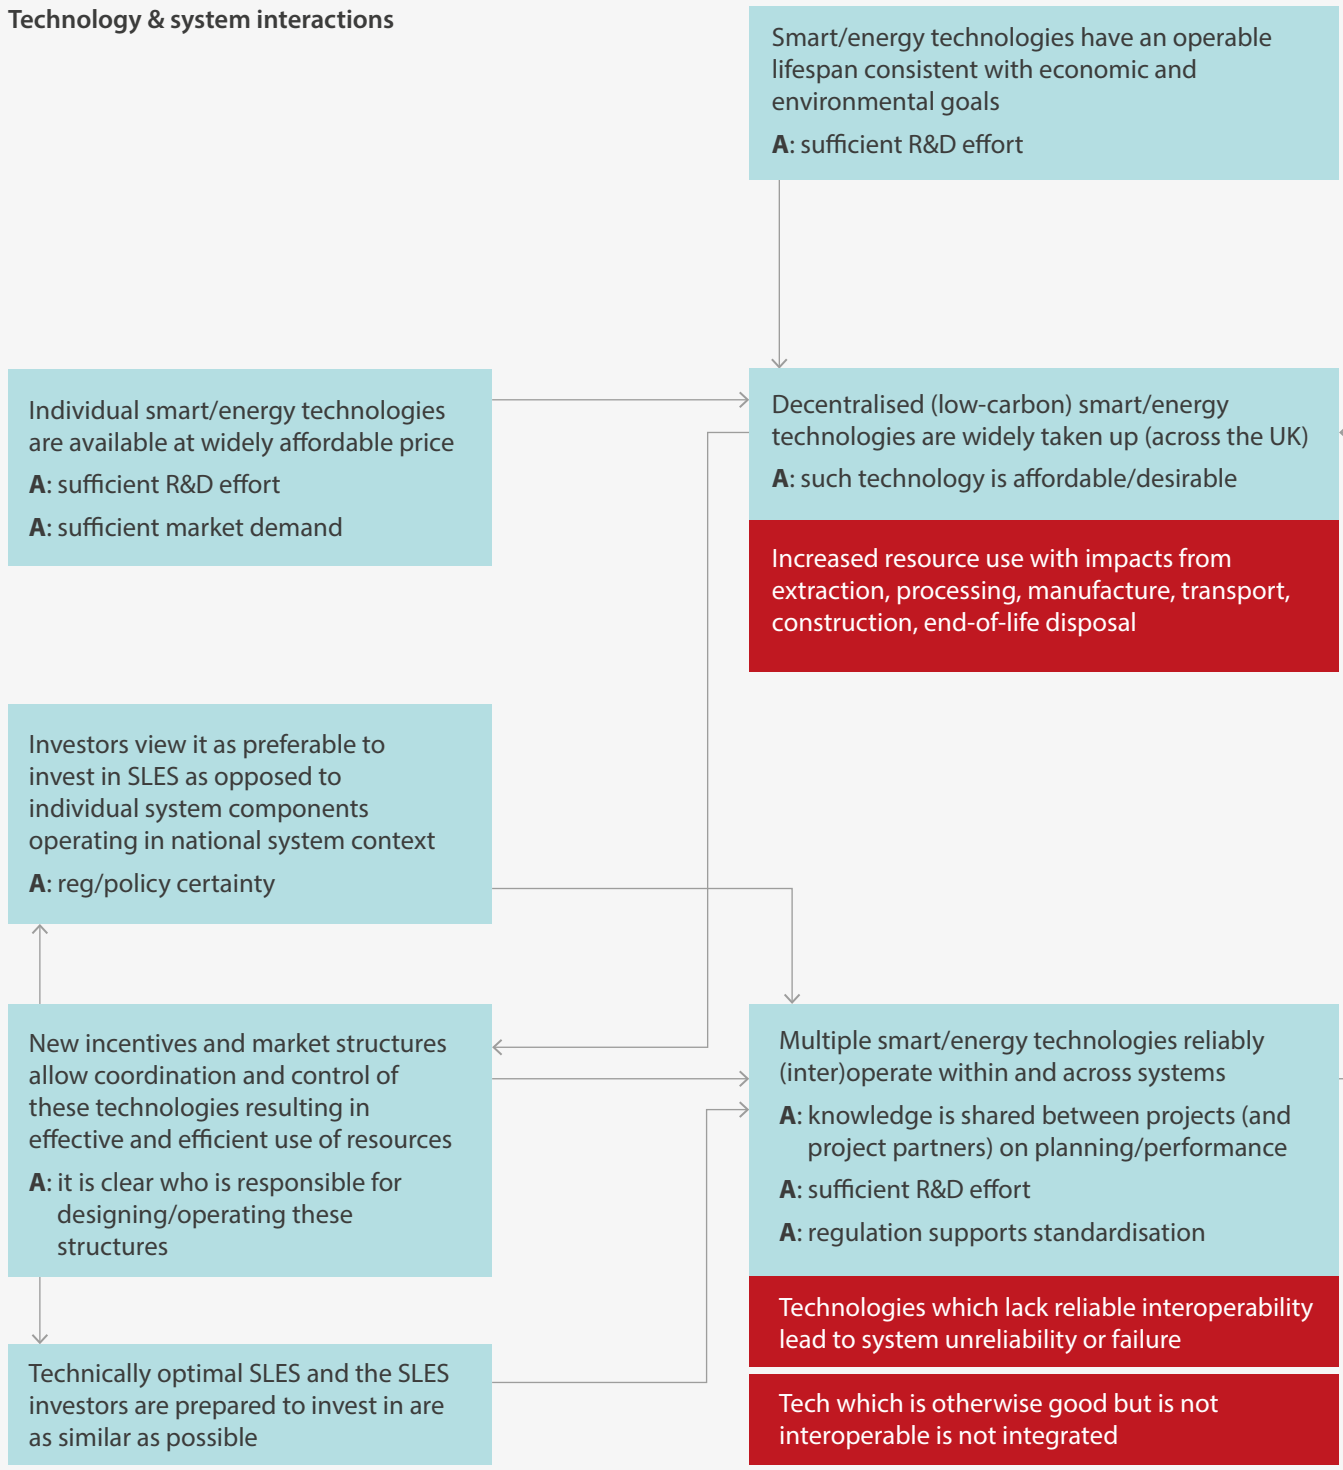 Technology & system interactions
Smart/energy technologies have an operable
lifespan consistent with economic and
environmental goals
A: sufficient R&D effort
Individual smart/energy technologies
are available at widely affordable price
A: sufficient R&D effort
A: sufficient market demand
Decentralised (low-carbon) smart/energy
technologies are widely taken up (across the UK)
A: such technology is affordable/desirable
Increased resource use with impacts from
extraction, processing, manufacture, transport,
construction, end-of-life disposal
Investors view it as preferable to
invest in SLES as opposed to
individual system components
operating in national system context
A: reg/policy certainty
New incentives and market structures
allow coordination and control of
these technologies resulting in
effective and efficient use of resources
A: it is clear who is responsible for
designing/operating these
structures
Multiple smart/energy technologies reliably
(inter)operate within and across systems
A: knowledge is shared between projects (and
project partners) on planning/performance
A: sufficient R&D effort
A: regulation supports standardisation
Technologies which lack reliable interoperability
lead to system unreliability or failure
Technically optimal SLES and the SLES
investors are prepared to invest in are
as similar as possible
Tech which is otherwise good but is not
interoperable is not integrated